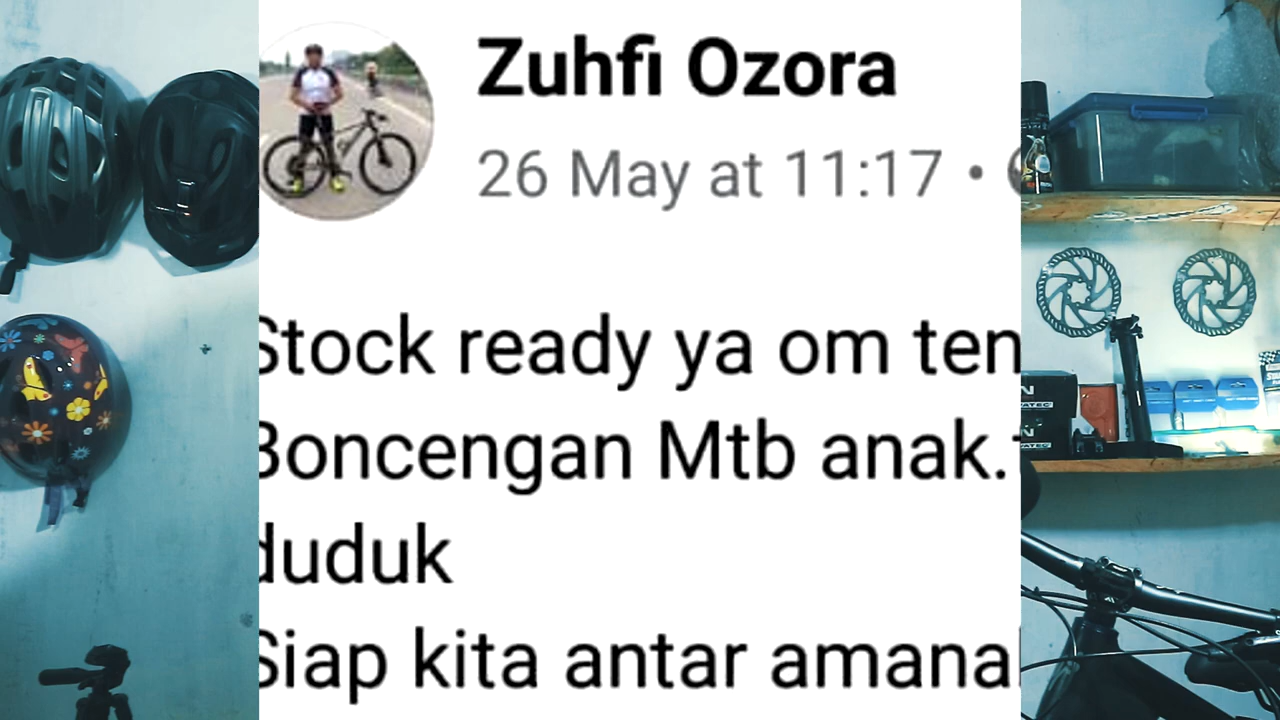 Zuhfi Ozora
26 May at 11:17 •
Stock ready ya om ten
Boncengan Mtb anak.
duduk
Siap kita antar amanal